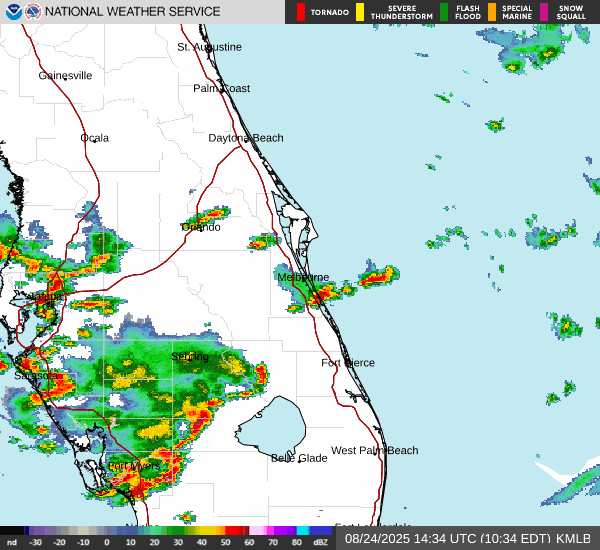 NATIONAL WEATHER SERVICE
TORNADO
SEVERE THUNDERSTORM
FLASH FLOOD
SPECIAL MARINE
SNOW SQUALL
St. Augustine
Gainesville
Palm Coast
Ocala
Daytona Beach
Orlando
Melbourne
Tampa
Sebring
Fort Pierce
Sarasota
West Palm Beach
Belle Glade
Fort Myers
nd -30 -20 -10 0 10 20 30 40 50 60 70 80 dBZ
08/24/2025 14:34 UTC (10:34 EDT) KMLB